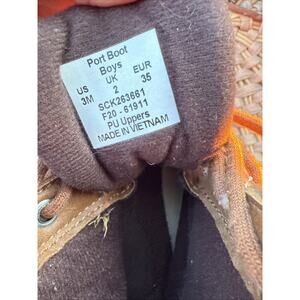 Port Boot
Boys
US UK EUR
3M 2 35
SCK263661
F20 - 61911
PU Uppers
MADE IN VIETNAM